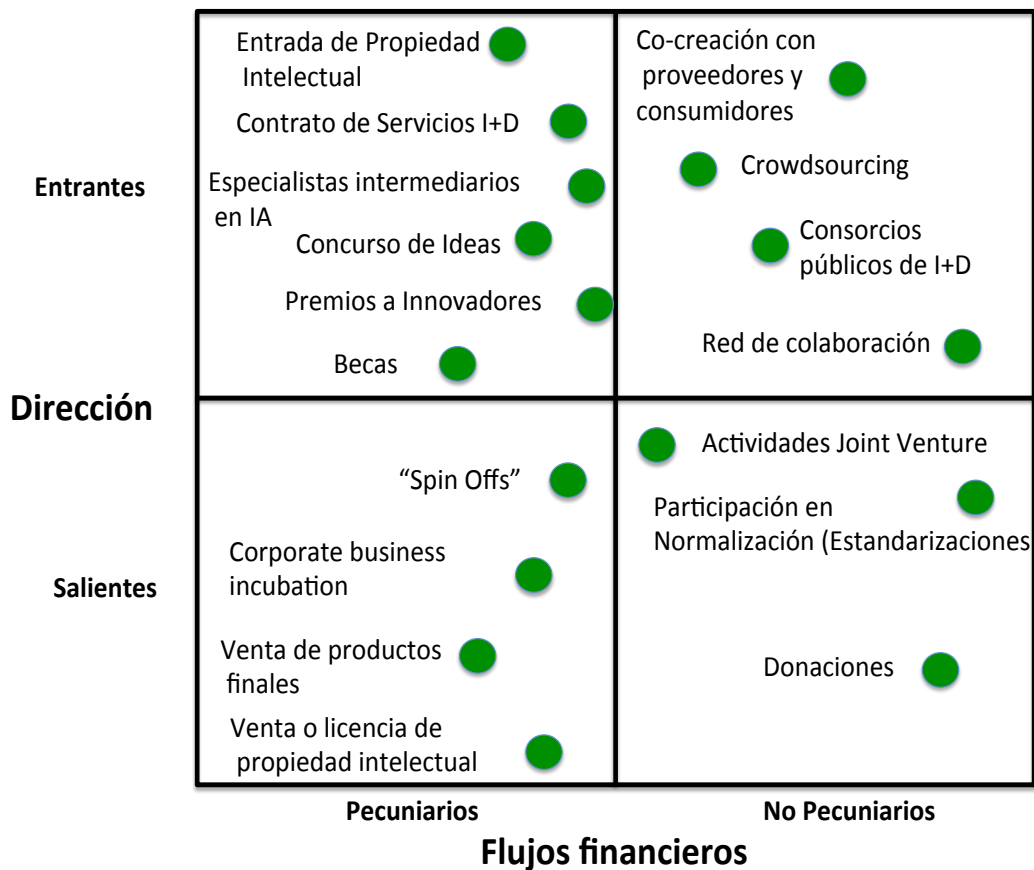 Entrada de Propiedad
Intelectual
Contrato de Servicios I+D
Especialistas intermediarios
en IA
Concurso de Ideas
Premios a Innovadores
Becas
Co-creación con
proveedores y
consumidores
Crowdsourcing
Consorcios
públicos de I+D
Red de colaboración
Entrantes
Dirección
"Spin Offs"
Corporate business
incubation
Venta de productos
finales
Venta o licencia de
propiedad intelectual
Actividades Joint Venture
Participación en
Normalización (Estandarizaciones
Donaciones
Salientes
Pecuniarios
No Pecuniarios
Flujos financieros